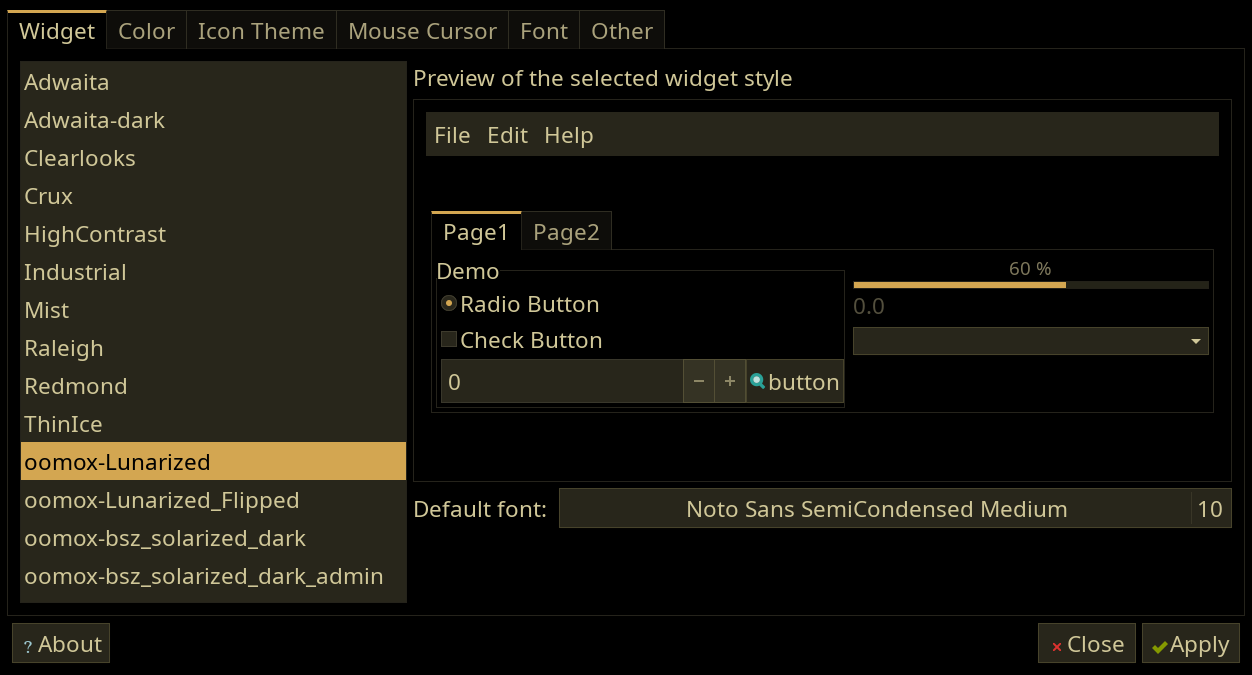 Widget Color Icon Theme Mouse Cursor Font Other
Adwaita
Adwaita-dark
Clearlooks
Crux
HighContrast
Industrial
Mist
Raleigh
Redmond
ThinIce
oomox-Lunarized
oomox-Lunarized_Flipped
oomox-bsz_solarized_dark
oomox-bsz_solarized_dark_admin
Preview of the selected widget style
File Edit Help
Page1 Page2
Demo
Radio Button
Check Button
0 − + button
60 %
0.0
Default font: Noto Sans SemiCondensed Medium 10
? About Close Apply